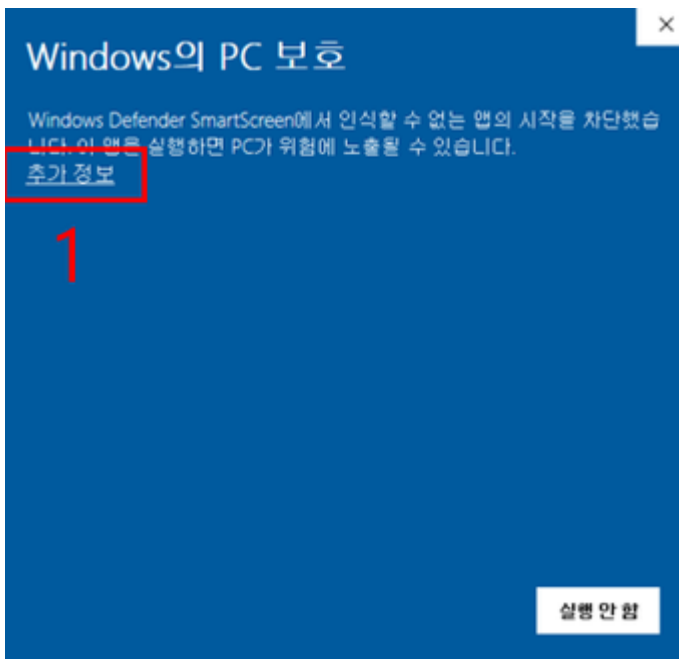 Windows의 PC 보호
Windows Defender SmartScreen에서 인식할 수 없는 앱의 시작을 차단했습
니다. 이 앱을 실행하면 PC가 위험에 노출될 수 있습니다.
추가 정보
1
실행 안 함